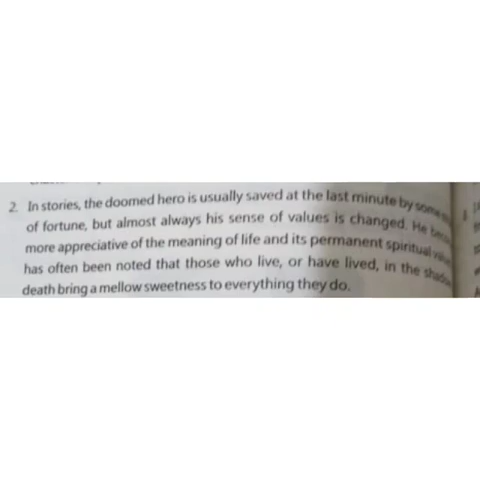 2. In stories, the doomed hero is usually saved at the last minute by some
of fortune, but almost always his sense of values is changed. He
more appreciative of the meaning of life and its permanent spiritual
has often been noted that those who live, or have lived, in the
death bring a mellow sweetness to everything they do.